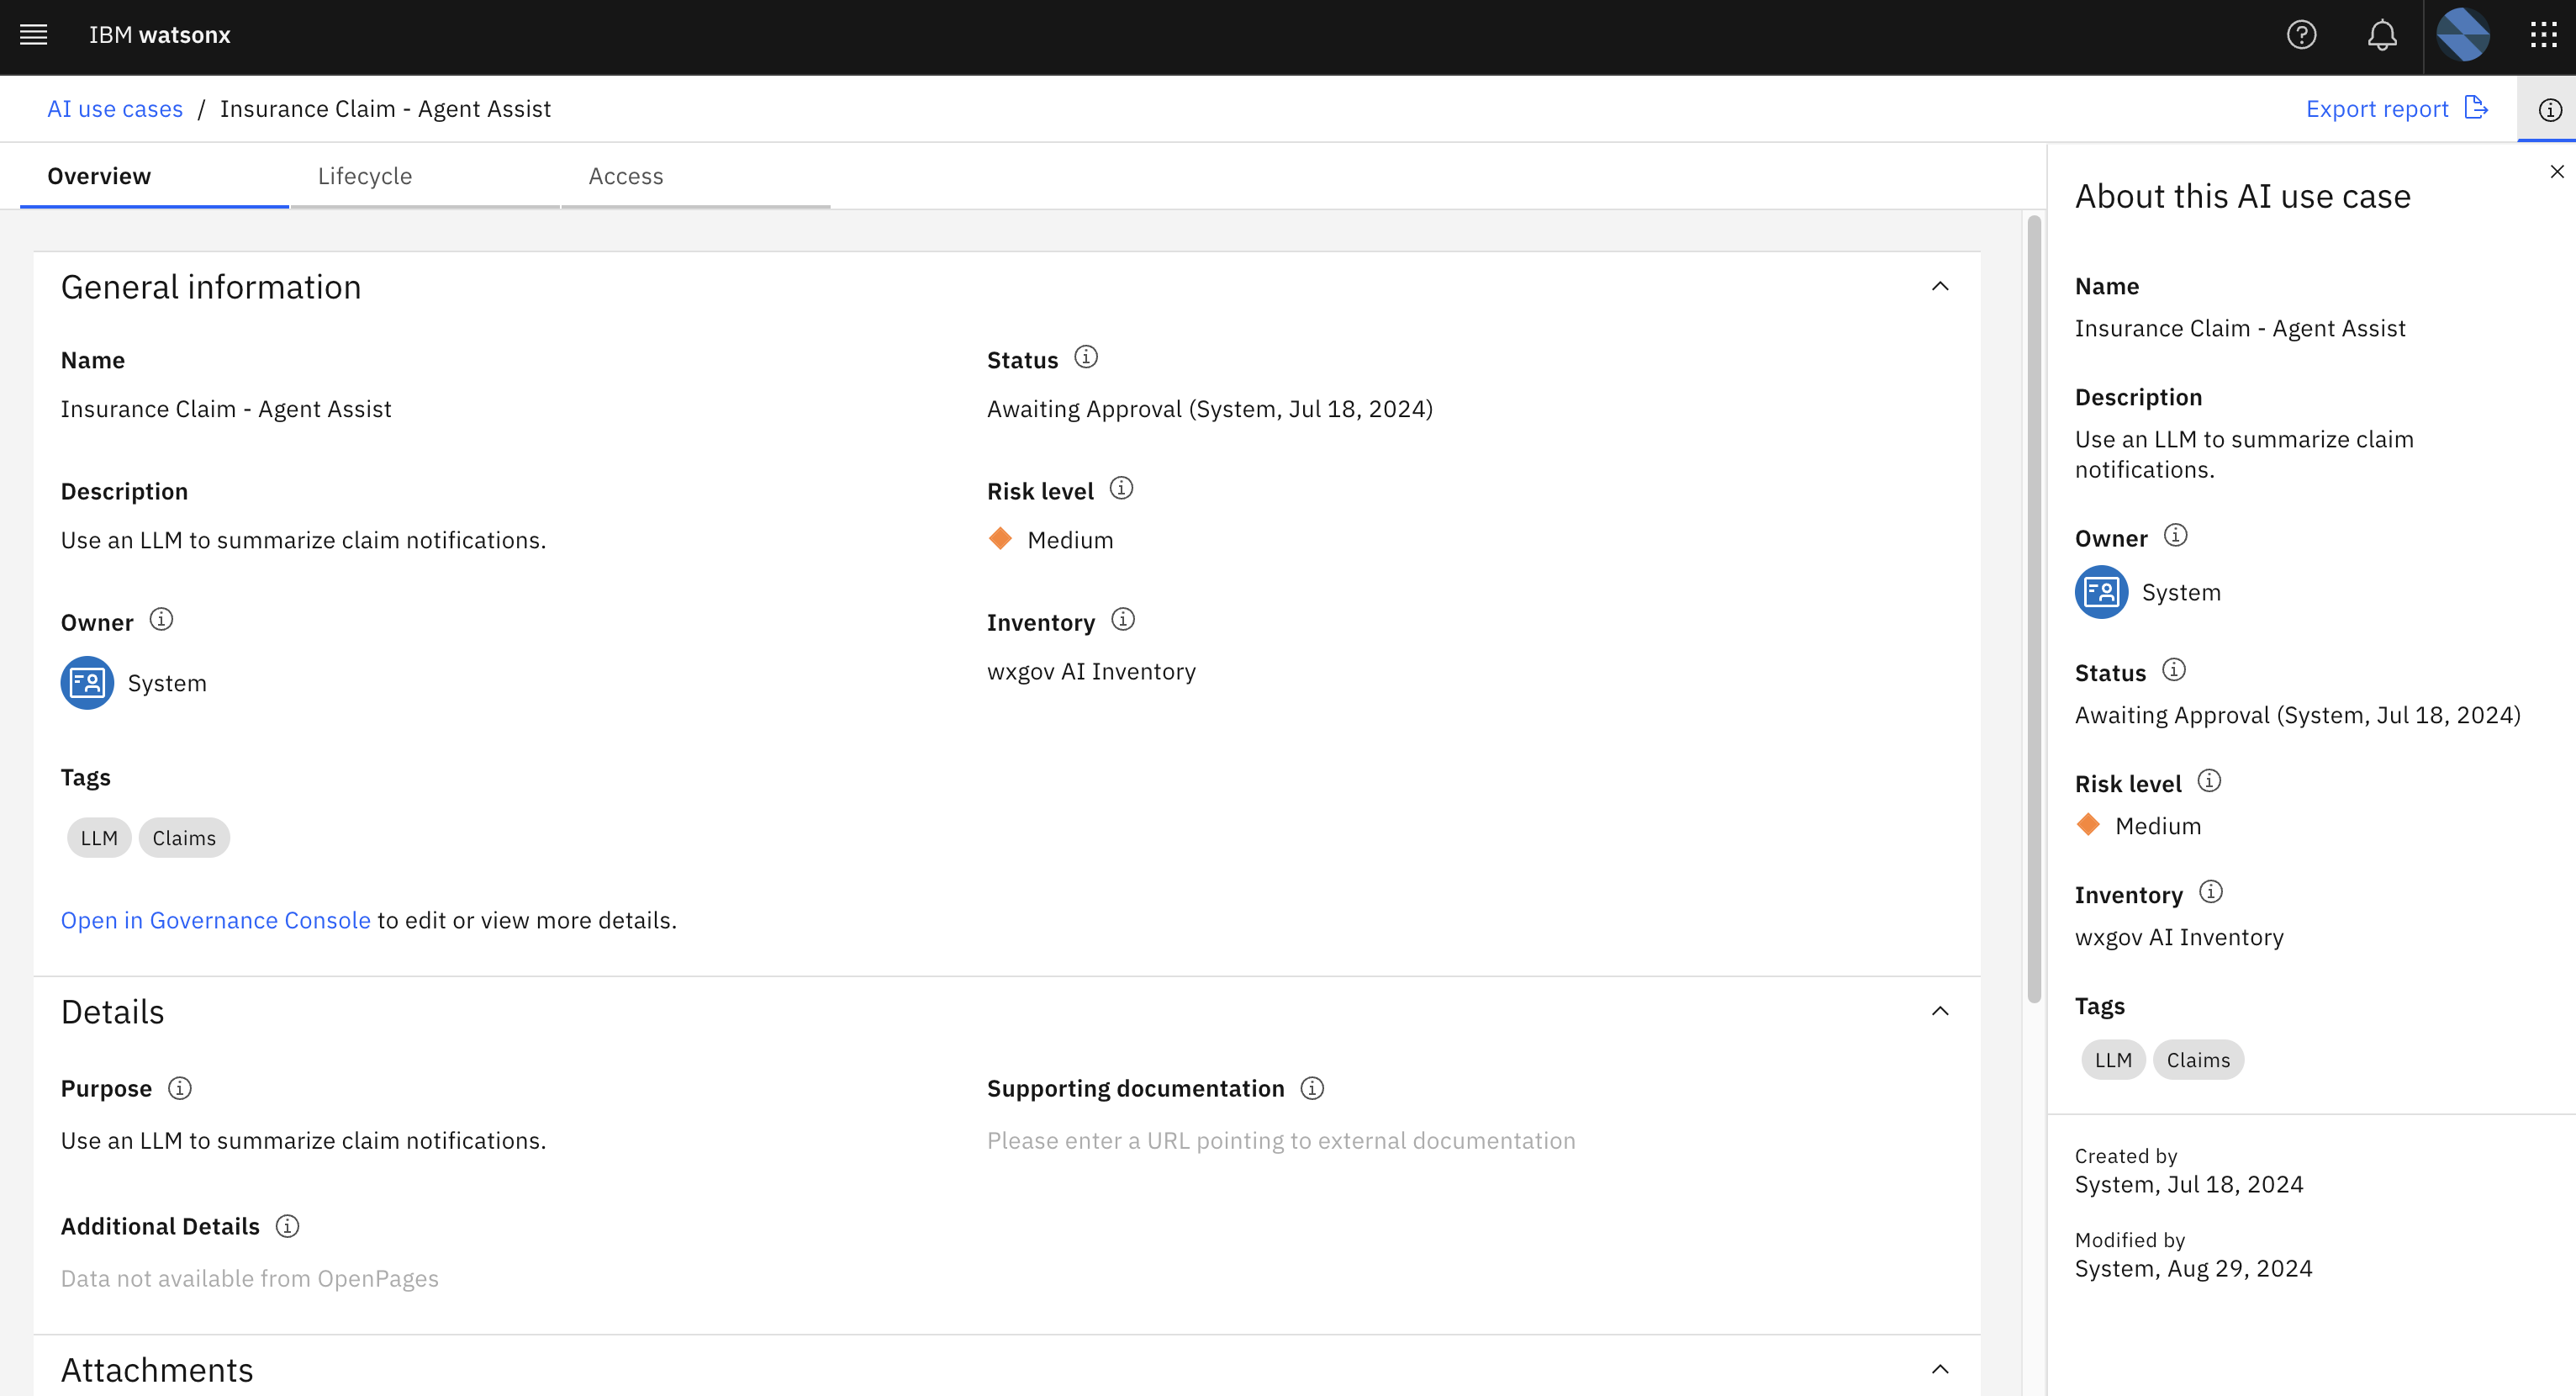 IBM watsonx
AI use cases / Insurance Claim - Agent Assist
Export report
Overview
Lifecycle
Access
General information
Name
Insurance Claim - Agent Assist
Status
Awaiting Approval (System, Jul 18, 2024)
Description
Use an LLM to summarize claim notifications.
Risk level
Medium
Owner
System
Inventory
wxgov AI Inventory
Tags
LLM
Claims
Open in Governance Console to edit or view more details.
Details
Purpose
Use an LLM to summarize claim notifications.
Supporting documentation
Please enter a URL pointing to external documentation
Additional Details
Data not available from OpenPages
Attachments
About this AI use case
Name
Insurance Claim - Agent Assist
Description
Use an LLM to summarize claim
notifications.
Owner
System
Status
Awaiting Approval (System, Jul 18, 2024)
Risk level
Medium
Inventory
wxgov AI Inventory
Tags
LLM
Claims
Created by
System, Jul 18, 2024
Modified by
System, Aug 29, 2024